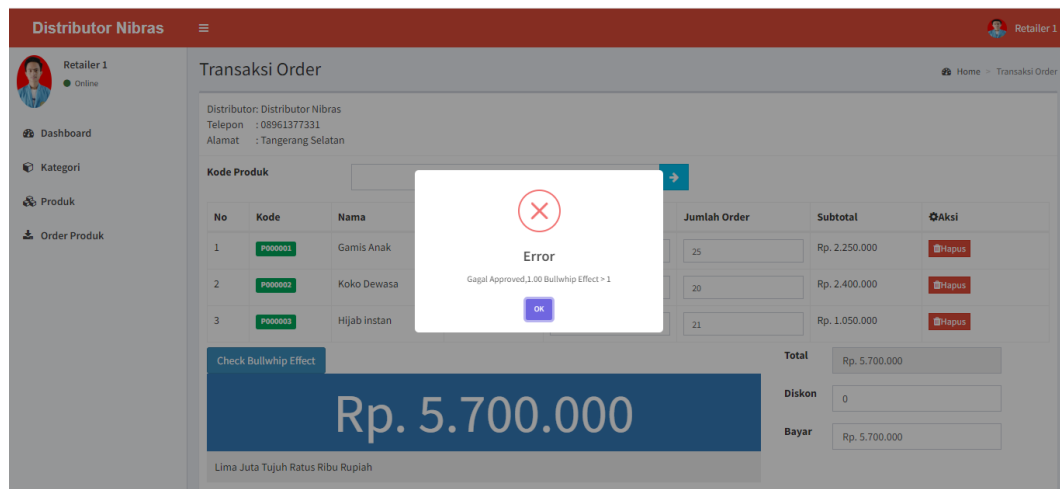 Distributor Nibras
Retailer 1
Retailer 1
Online
Dashboard
Kategori
Produk
Order Produk
Transaksi Order
Home > Transaksi Order
Distributor: Distributor Nibras
Telepon : 08961377331
Alamat : Tangerang Selatan
Kode Produk
No Kode Nama Jumlah Order Subtotal Aksi
1 P000001 Gamis Anak 25 Rp. 2.250.000 Hapus
2 P000002 Koko Dewasa 20 Rp. 2.400.000 Hapus
3 P000003 Hijab instan 21 Rp. 1.050.000 Hapus
Error
Gagal Approved,1.00 Bullwhip Effect > 1
OK
Check Bullwhip Effect
Rp. 5.700.000
Lima Juta Tujuh Ratus Ribu Rupiah
Total Rp. 5.700.000
Diskon 0
Bayar Rp. 5.700.000